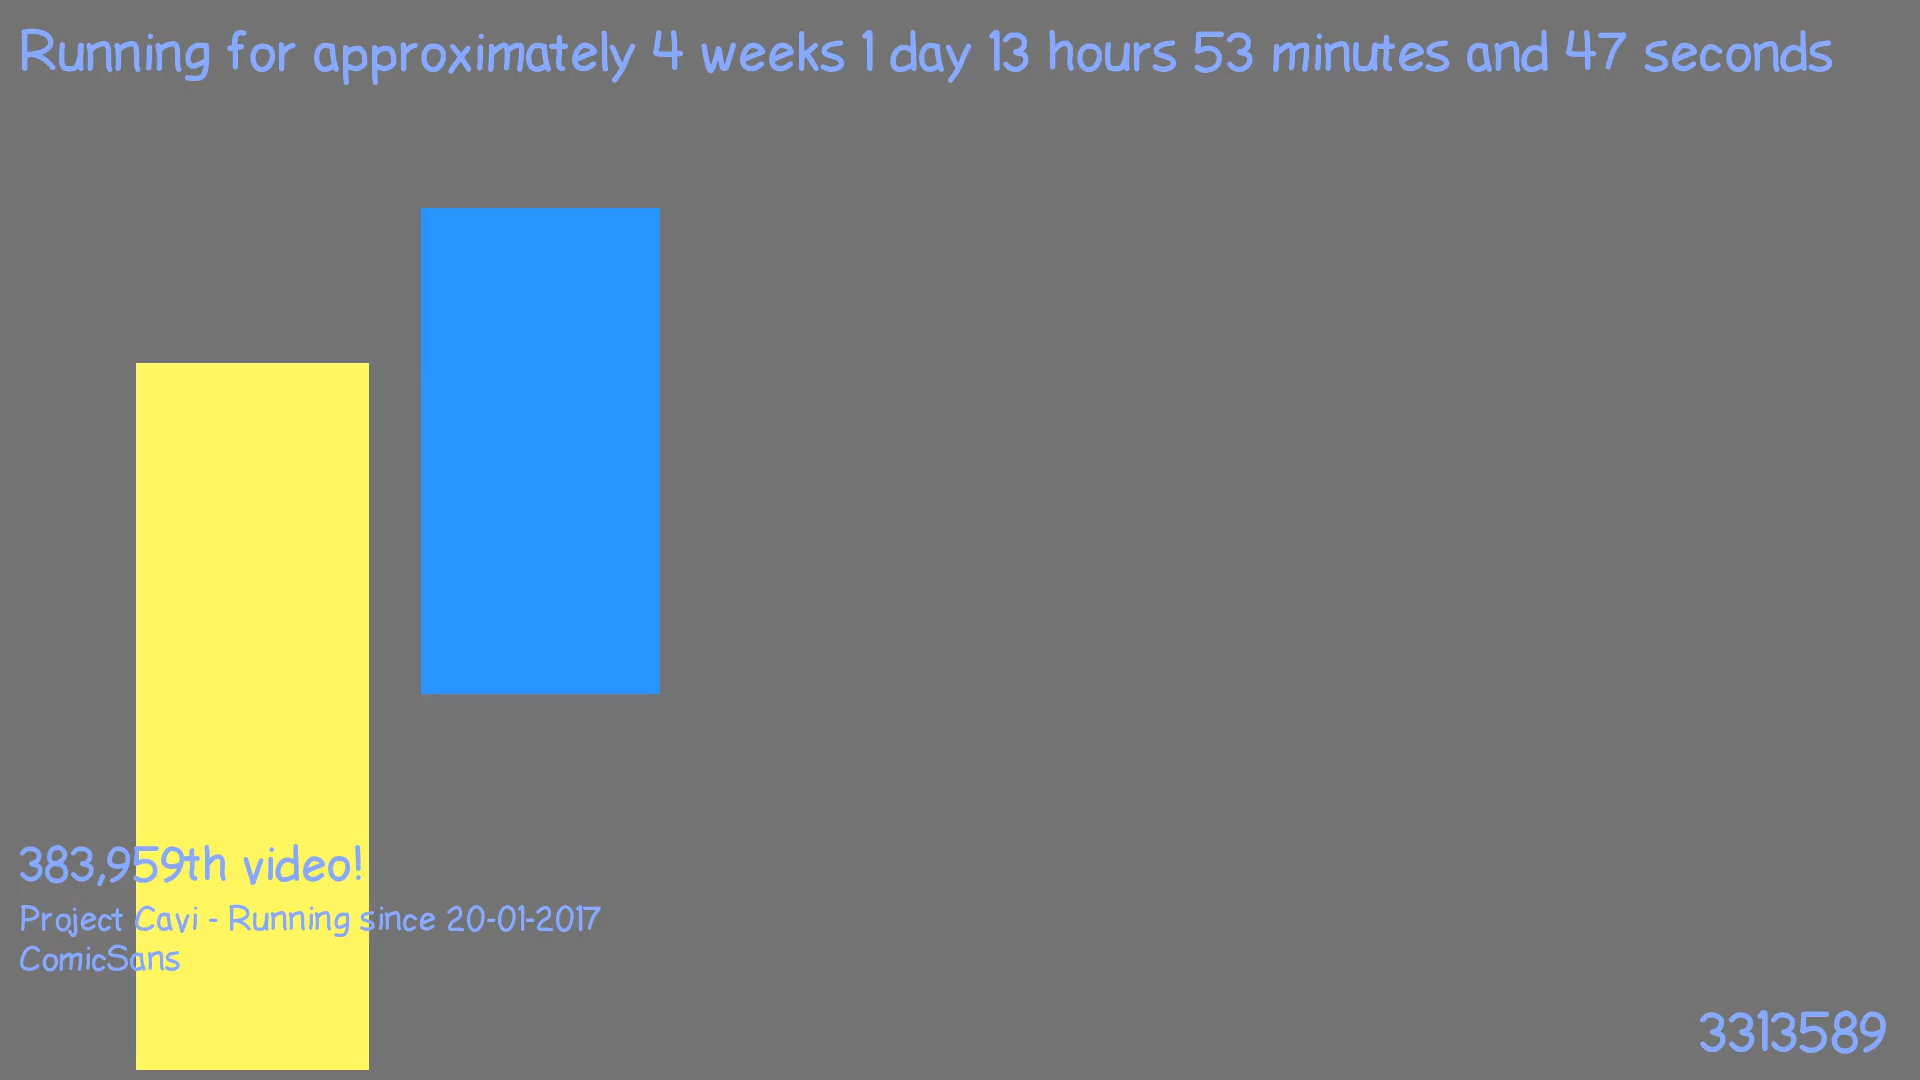 Running for approximately 4 weeks 1 day 13 hours 53 minutes and 47 seconds
383,959th video!
Project Cavi - Running since 20-01-2017
ComicSans
3313589